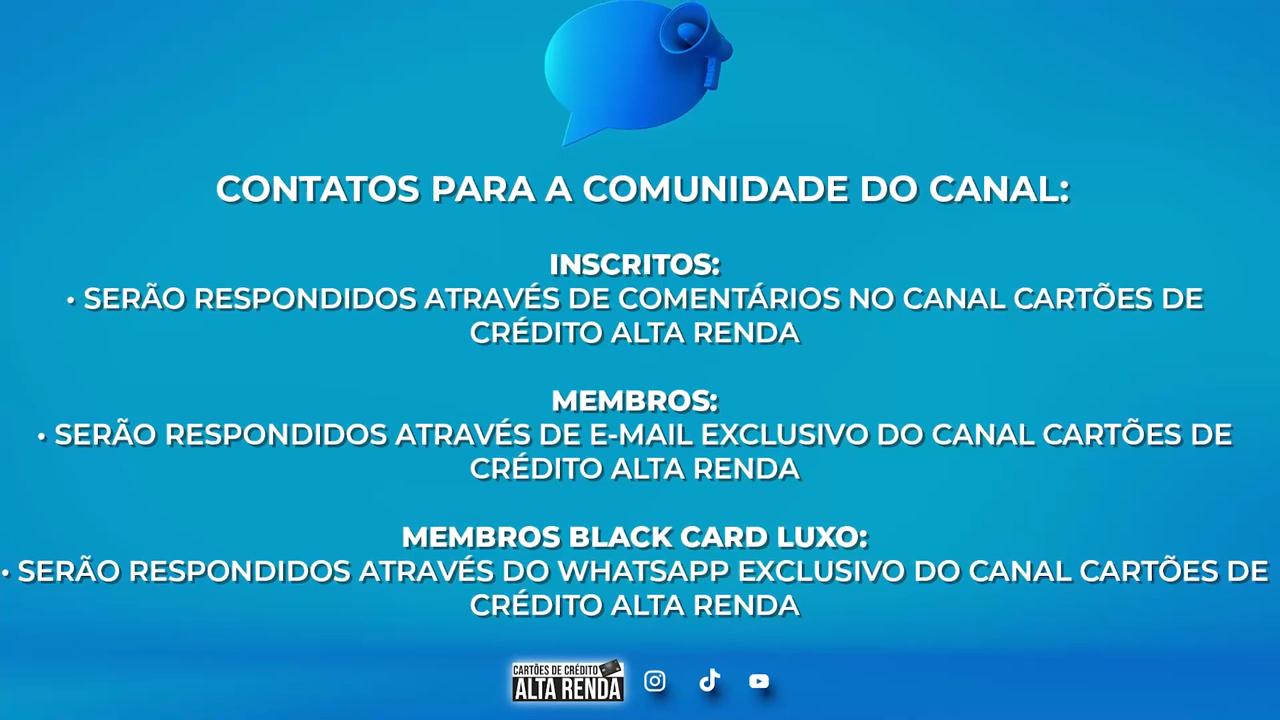 CONTATOS PARA A COMUNIDADE DO CANAL:
INSCRITOS:
• SERÃO RESPONDIDOS ATRAVÉS DE COMENTÁRIOS NO CANAL CARTÕES DE
CRÉDITO ALTA RENDA
MEMBROS:
• SERÃO RESPONDIDOS ATRAVÉS DE E-MAIL EXCLUSIVO DO CANAL CARTÕES DE
CRÉDITO ALTA RENDA
MEMBROS BLACK CARD LUXO:
• SERÃO RESPONDIDOS ATRAVÉS DO WHATSAPP EXCLUSIVO DO CANAL CARTÕES DE
CRÉDITO ALTA RENDA
CARTÕES DE CRÉDITO
ALTA RENDA